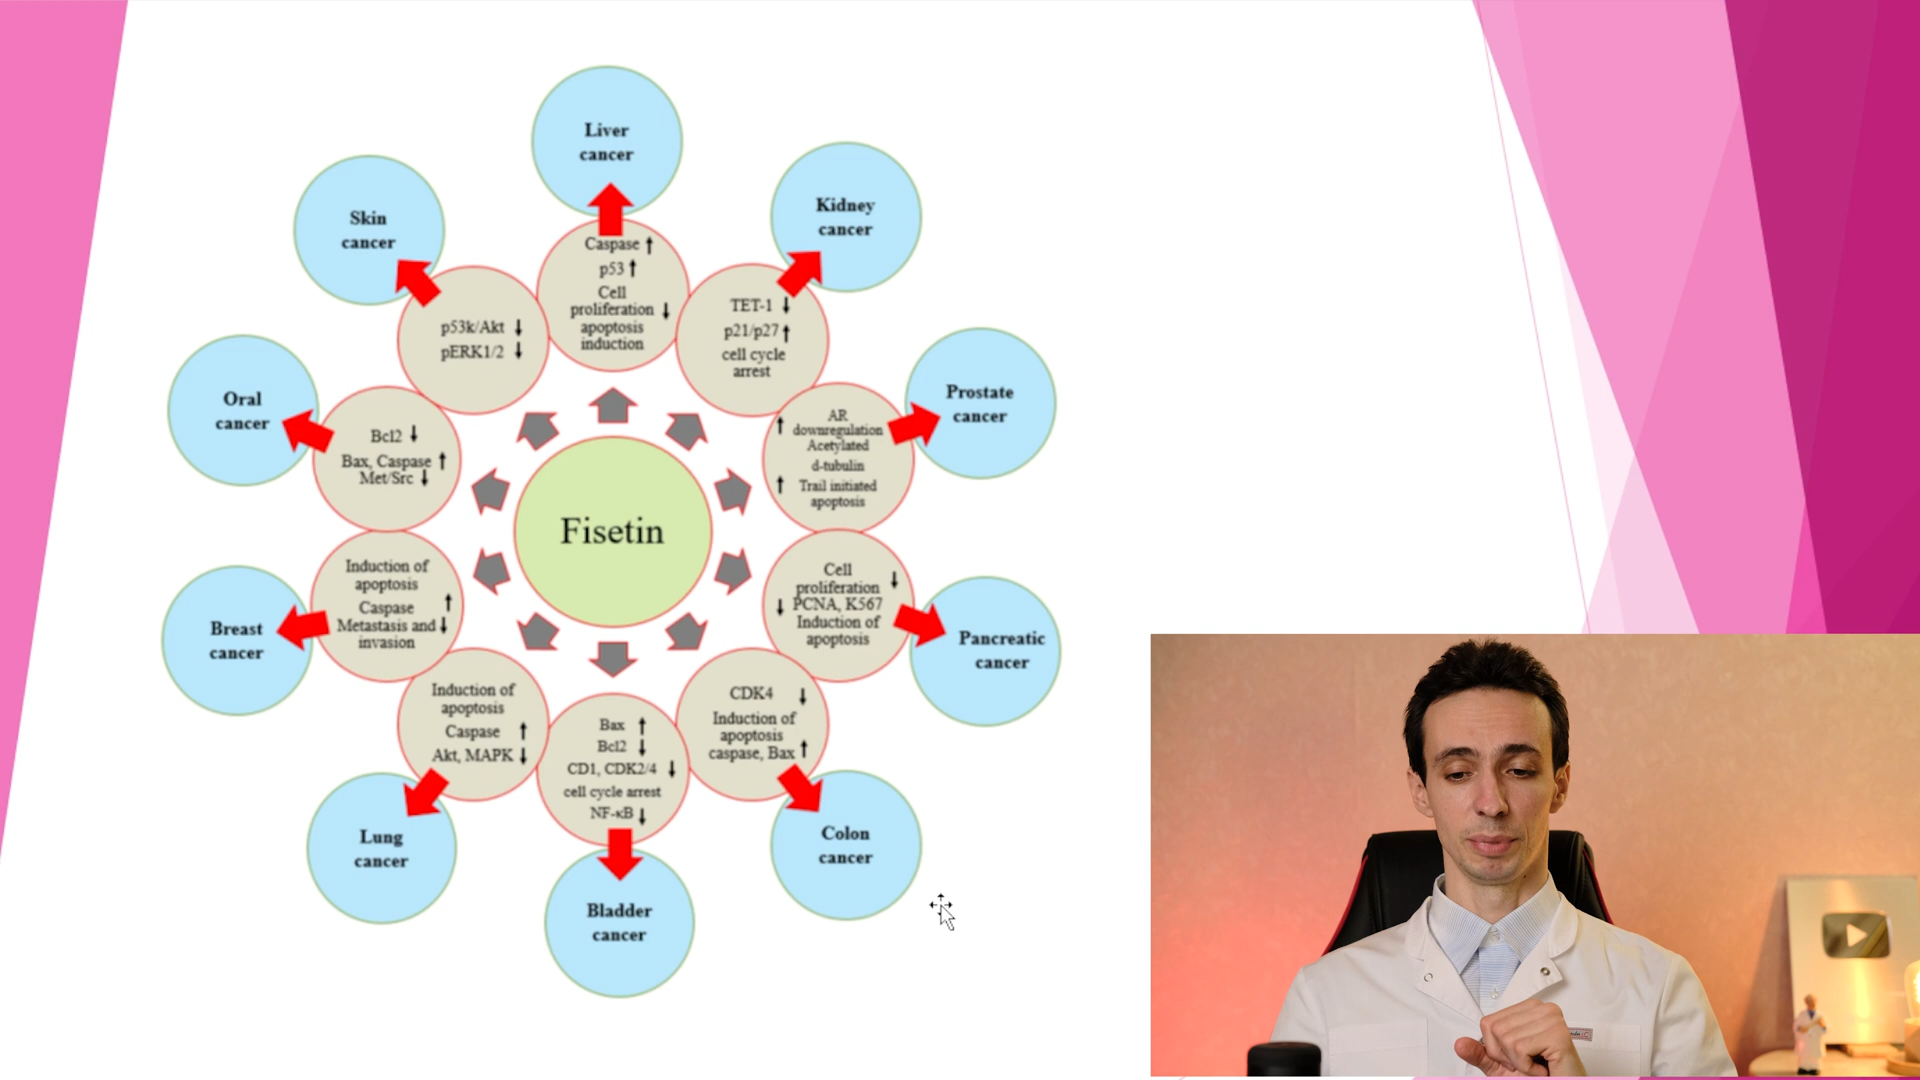 Liver
cancer
Kidney
cancer
Skin
cancer
Caspase ↑
p53 ↑
Cell
proliferation ↓
apoptosis
induction
TET-1 ↓
p21/p27 ↑
cell cycle
arrest
p53k/Akt ↓
pERK1/2 ↓
Prostate
cancer
Oral
cancer
↑ AR
downregulation
Acetylated
d-tubulin
↑ Trail initiated
apoptosis
Bcl2 ↓
Bax, Caspase ↑
Met/Src ↓
Fisetin
Induction of
apoptosis
Caspase ↑
Metastasis and ↓
invasion
Cell
proliferation ↓
↓ PCNA, K567
Induction of
apoptosis
Breast
cancer
Pancreatic
cancer
Induction of
apoptosis
Caspase ↑
Akt, MAPK ↓
Bax ↑
Bcl2 ↓
CD1, CDK2/4 ↓
cell cycle arrest
NF-κB ↓
CDK4 ↓
Induction of
apoptosis
caspase, Bax ↑
Lung
cancer
Colon
cancer
Bladder
cancer